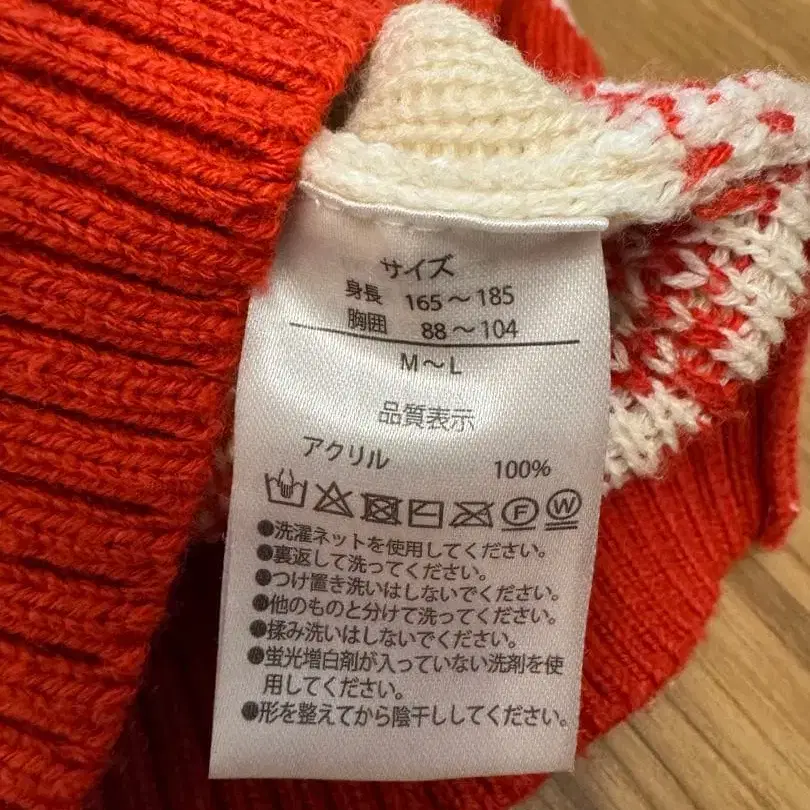 サイズ
身長 165～185
胸囲 88～104
M～L
品質表示
アクリル 100%
F W
●洗濯ネットを使用してください。
●裏返して洗ってください。
●つけ置き洗いはしないでください。
●他のものと分けて洗ってください。
●揉み洗いはしないでください。
●蛍光増白剤が入っていない洗剤を使
用してください。
●形を整えてから陰干ししてください。